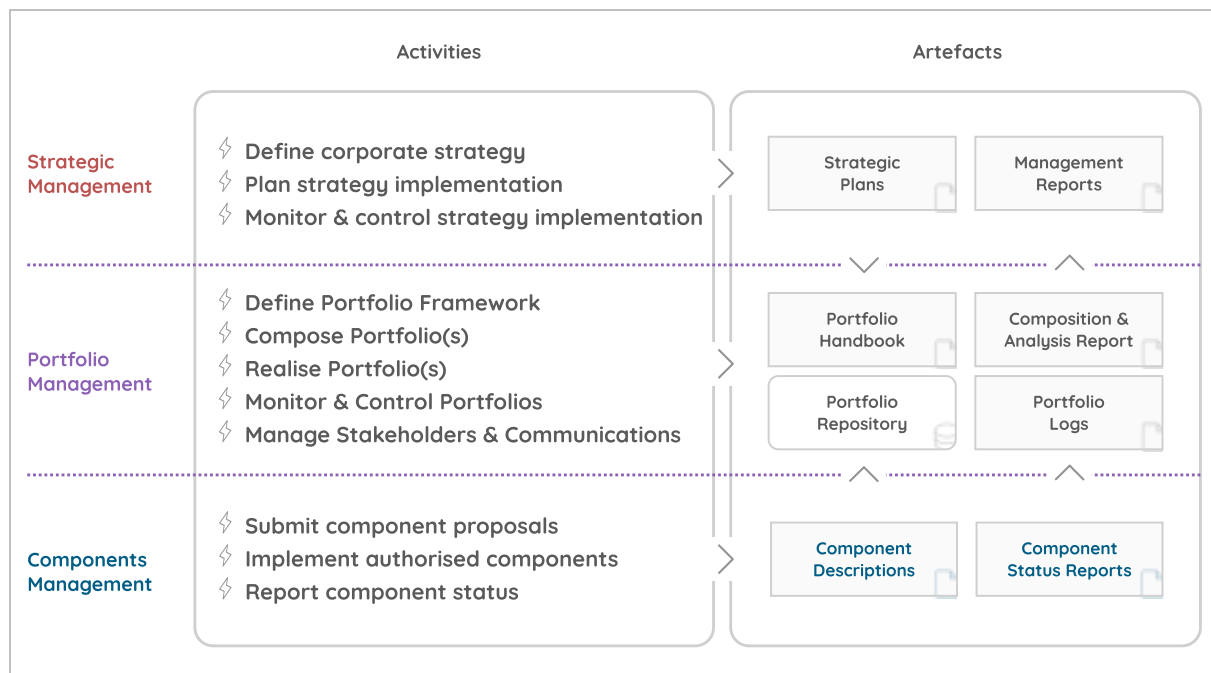 Activities
Artefacts
Strategic
Management
Define corporate strategy
Plan strategy implementation
Monitor & control strategy implementation
Strategic
Plans
Management
Reports
Portfolio
Management
Define Portfolio Framework
Compose Portfolio(s)
Realise Portfolio(s)
Monitor & Control Portfolios
Manage Stakeholders & Communications
Portfolio
Handbook
Composition &
Analysis Report
Portfolio
Repository
Portfolio
Logs
Components
Management
Submit component proposals
Implement authorised components
Report component status
Component
Descriptions
Component
Status Reports